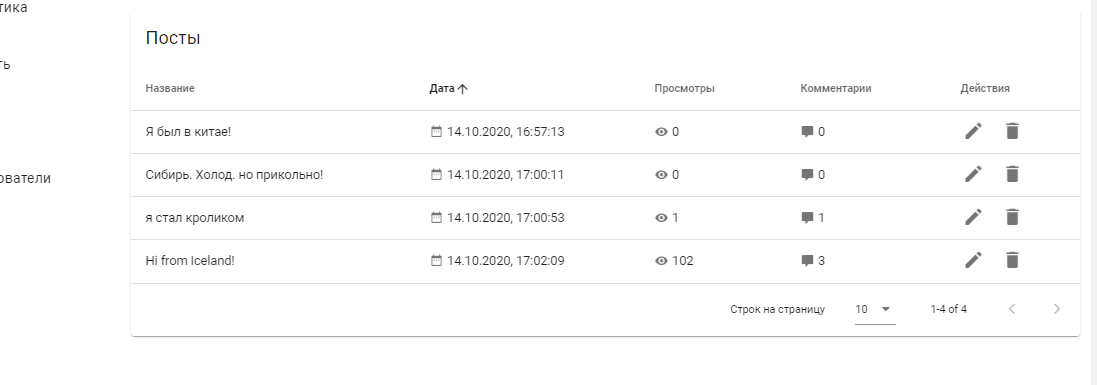 тика
Посты
ть
Название Дата Просмотры Комментарии Действия
Я был в китае! 14.10.2020, 16:57:13 0 0
Сибирь. Холод. но прикольно! 14.10.2020, 17:00:11 0 0
ователи
я стал кроликом 14.10.2020, 17:00:53 1 1
Hi from Iceland! 14.10.2020, 17:02:09 102 3
Строк на страницу 10 1-4 of 4